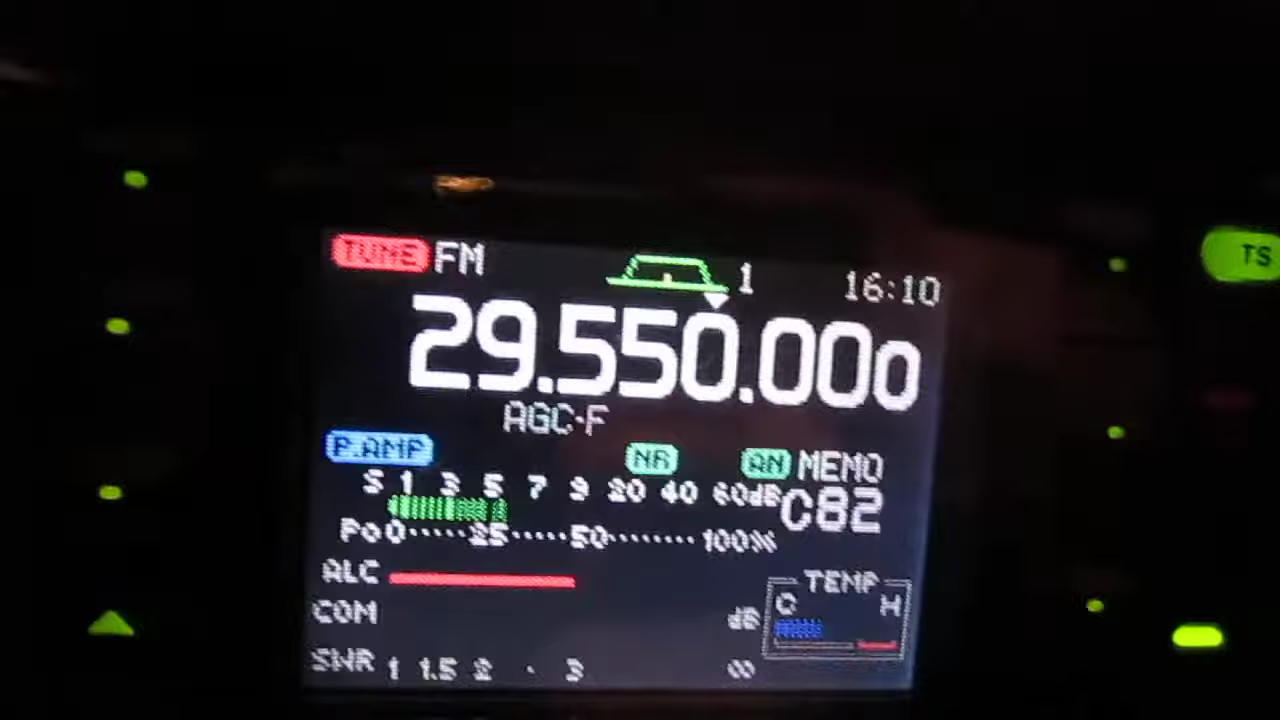 TUNE FM 1 16:10
29.550.000
AGC-F
P.AMP NR AN MEMO
S 1 3 5 7 9 20 40 60dB C82
Po 0·····25·····50········100%
ALC TEMP
C H
COM dB
SWR 1 1.5 2 · 3 ∞
TS